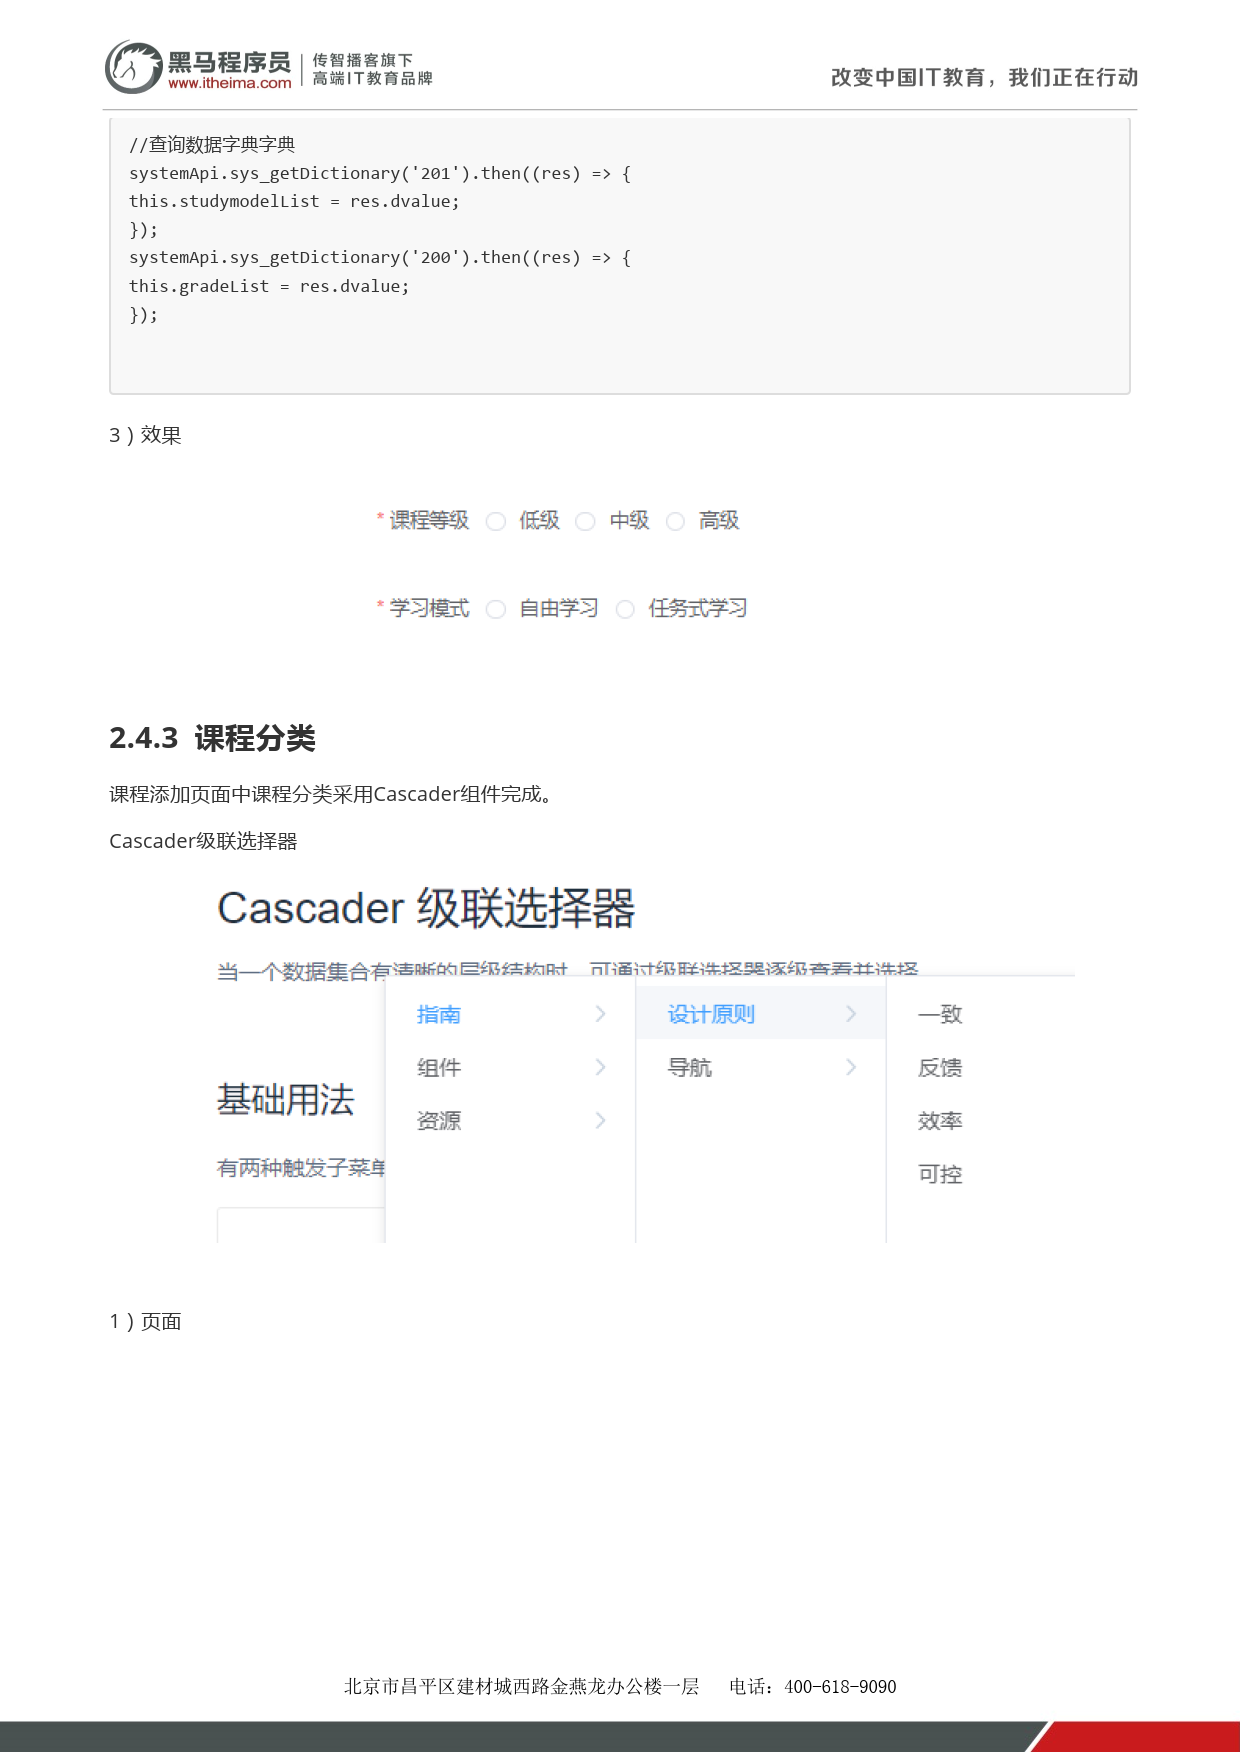 黑马程序员
www.itheima.com
传智播客旗下
高端IT教育品牌
改变中国IT教育，我们正在行动
//查询数据字典字典
systemApi.sys_getDictionary('201').then((res) => {
this.studymodelList = res.dvalue;
});
systemApi.sys_getDictionary('200').then((res) => {
this.gradeList = res.dvalue;
});
3）效果
* 课程等级 低级 中级 高级
* 学习模式 自由学习 任务式学习
2.4.3 课程分类
课程添加页面中课程分类采用Cascader组件完成。
Cascader级联选择器
Cascader 级联选择器
当一个数据集合有清晰的层级结构时，可通过级联选择器逐级查看并选择
指南 设计原则 一致
组件 导航 反馈
基础用法
资源 效率
有两种触发子菜单
可控
1）页面
北京市昌平区建材城西路金燕龙办公楼一层 电话：400-618-9090